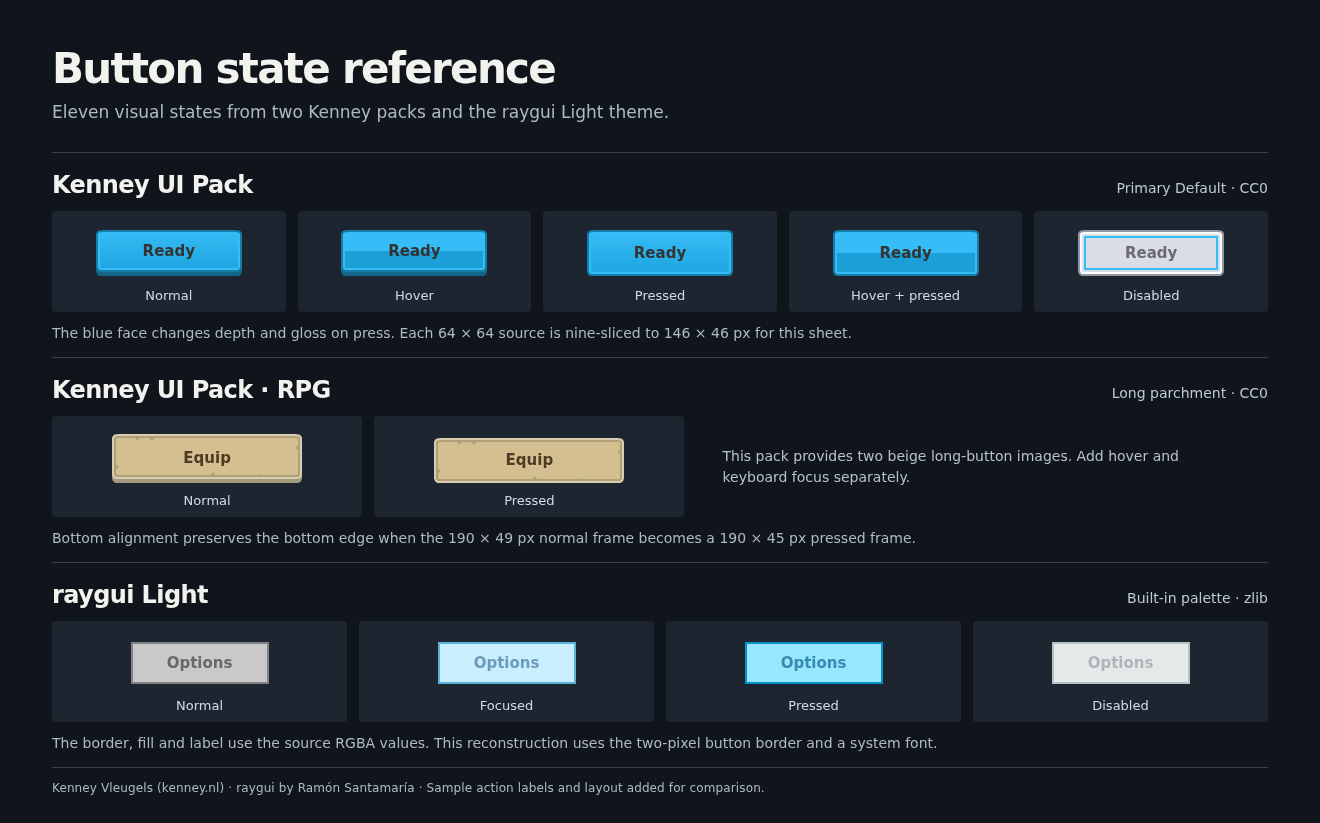 Button state reference
Eleven visual states from two Kenney packs and the raygui Light theme.
Kenney UI Pack
Primary Default · CC0
Ready
Ready
Ready
Ready
Ready
Normal
Hover
Pressed
Hover + pressed
Disabled
The blue face changes depth and gloss on press. Each 64 × 64 source is nine-sliced to 146 × 46 px for this sheet.
Kenney UI Pack · RPG
Long parchment · CC0
Equip
Equip
Normal
Pressed
This pack provides two beige long-button images. Add hover and
keyboard focus separately.
Bottom alignment preserves the bottom edge when the 190 × 49 px normal frame becomes a 190 × 45 px pressed frame.
raygui Light
Built-in palette · zlib
Options
Options
Options
Options
Normal
Focused
Pressed
Disabled
The border, fill and label use the source RGBA values. This reconstruction uses the two-pixel button border and a system font.
Kenney Vleugels (kenney.nl) · raygui by Ramón Santamaría · Sample action labels and layout added for comparison.